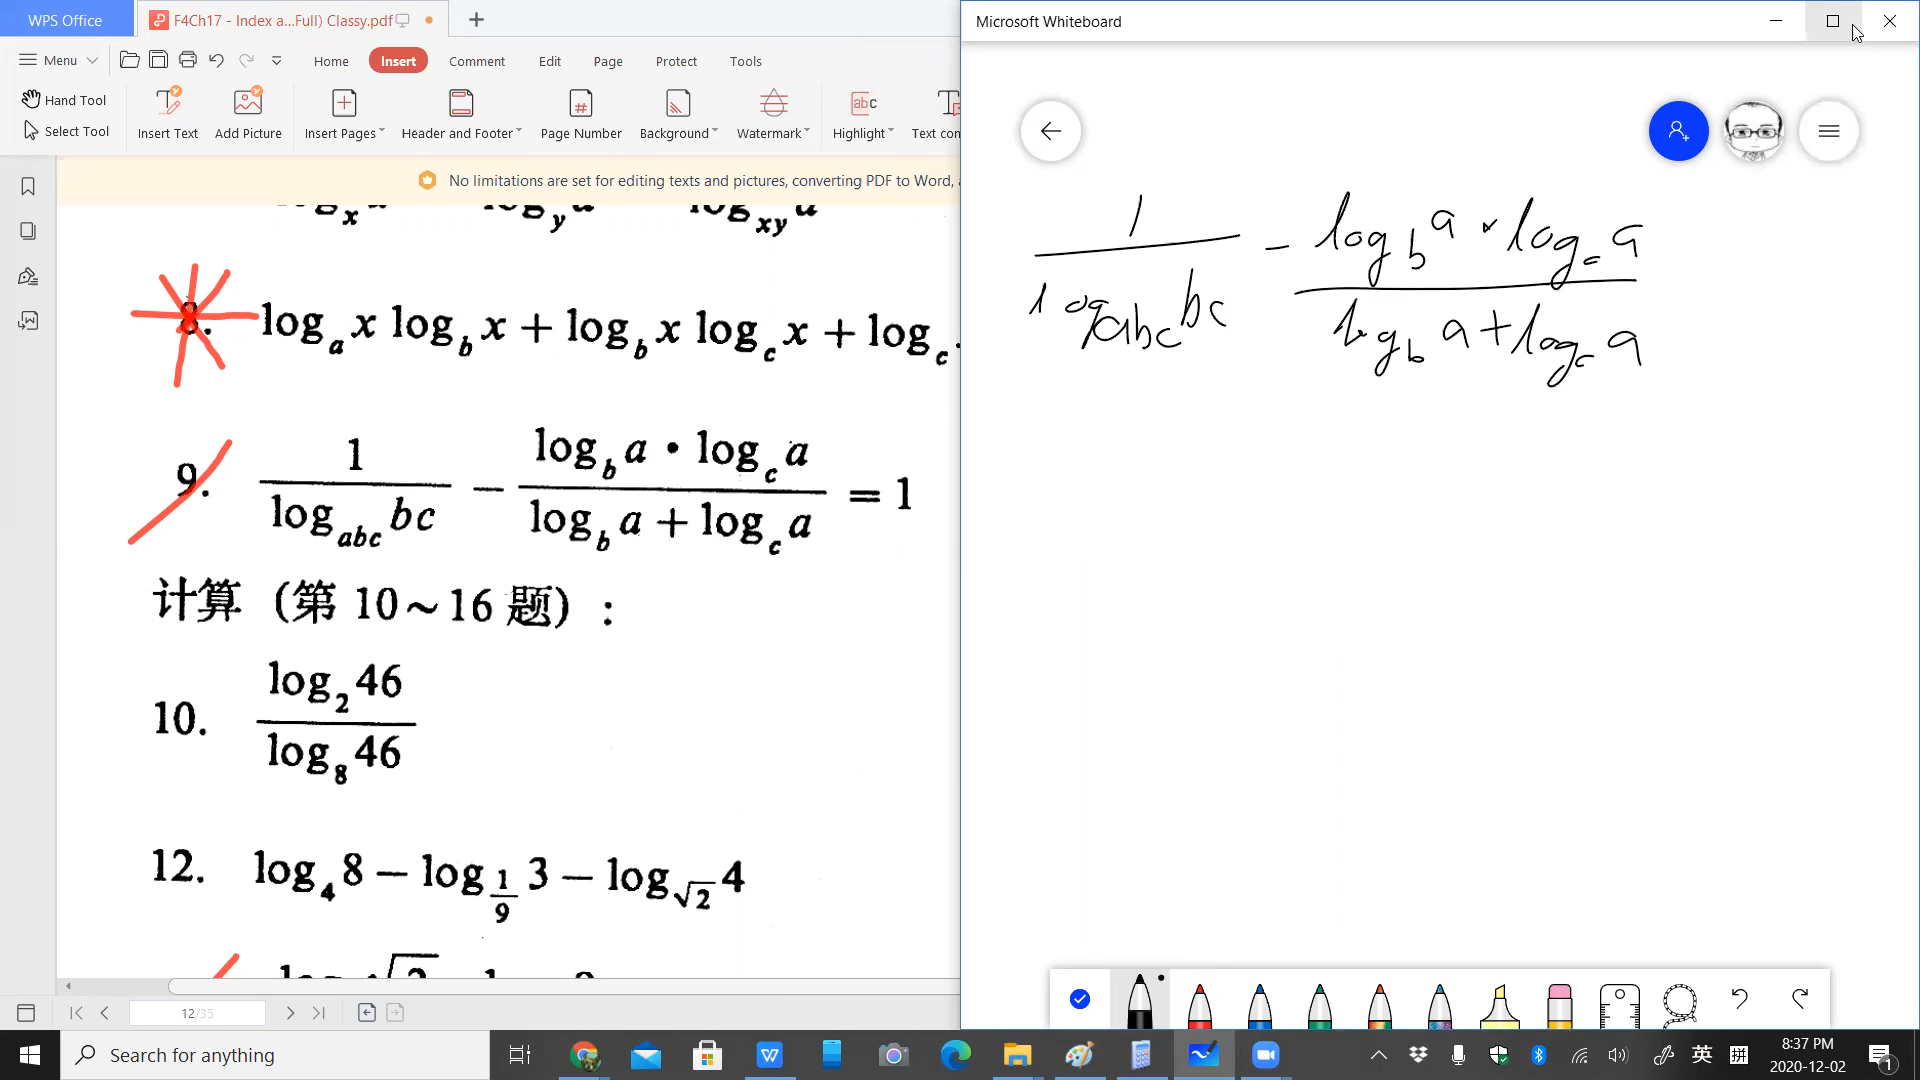 WPS Office
F4Ch17 - Index a...Full) Classy.pdf
Microsoft Whiteboard
Menu
Home Insert Comment Edit Page Protect Tools
Hand Tool
Select Tool
Insert Text Add Picture Insert Pages Header and Footer Page Number Background Watermark Highlight Text con
No limitations are set for editing texts and pictures, converting PDF to Word, a
8. log_a x log_b x + log_b x log_c x + log_c
9. 1 / log_abc bc − (log_b a • log_c a) / (log_b a + log_c a) = 1
计算（第 10～16 题）：
10. log_2 46 / log_8 46
12. log_4 8 − log_1/9 3 − log_√2 4
1 / log_abc bc − (log_b a • log_c a) / (log_b a + log_c a)
12/35
Search for anything
英
拼
8:37 PM
2020-12-02
1